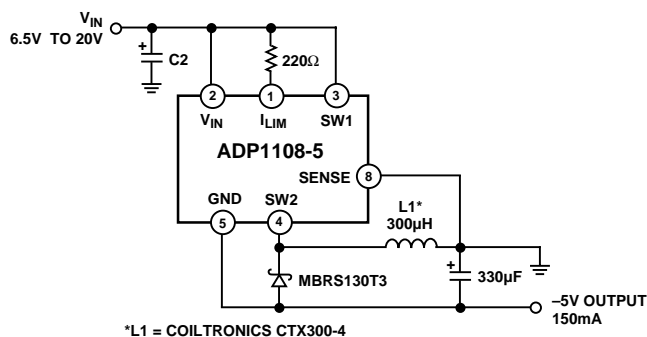 VIN
6.5V TO 20V
+
C2
220Ω
2
1
3
VIN
ILIM
SW1
ADP1108-5
SENSE
8
GND
SW2
5
4
L1*
300µH
+
330µF
MBRS130T3
–5V OUTPUT
150mA
*L1 = COILTRONICS CTX300-4